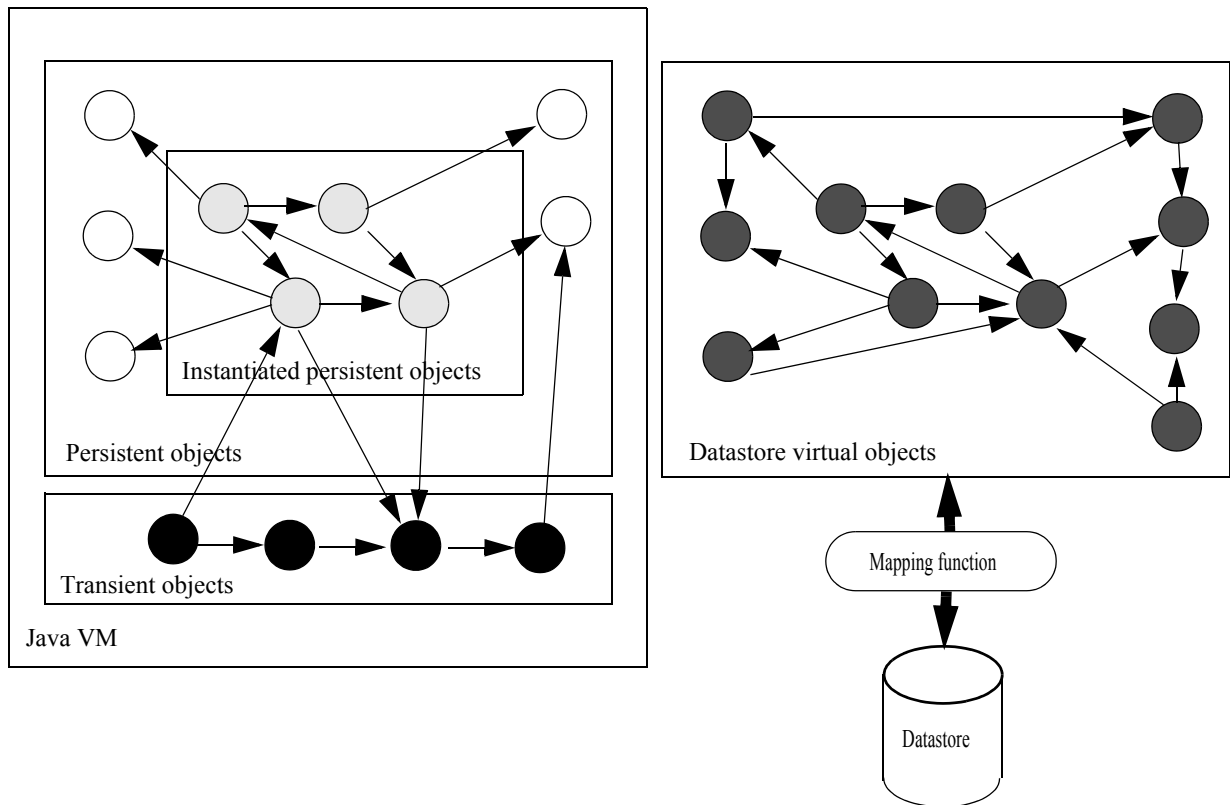 Instantiated persistent objects
Persistent objects
Transient objects
Java VM
Datastore virtual objects
Mapping function
Datastore